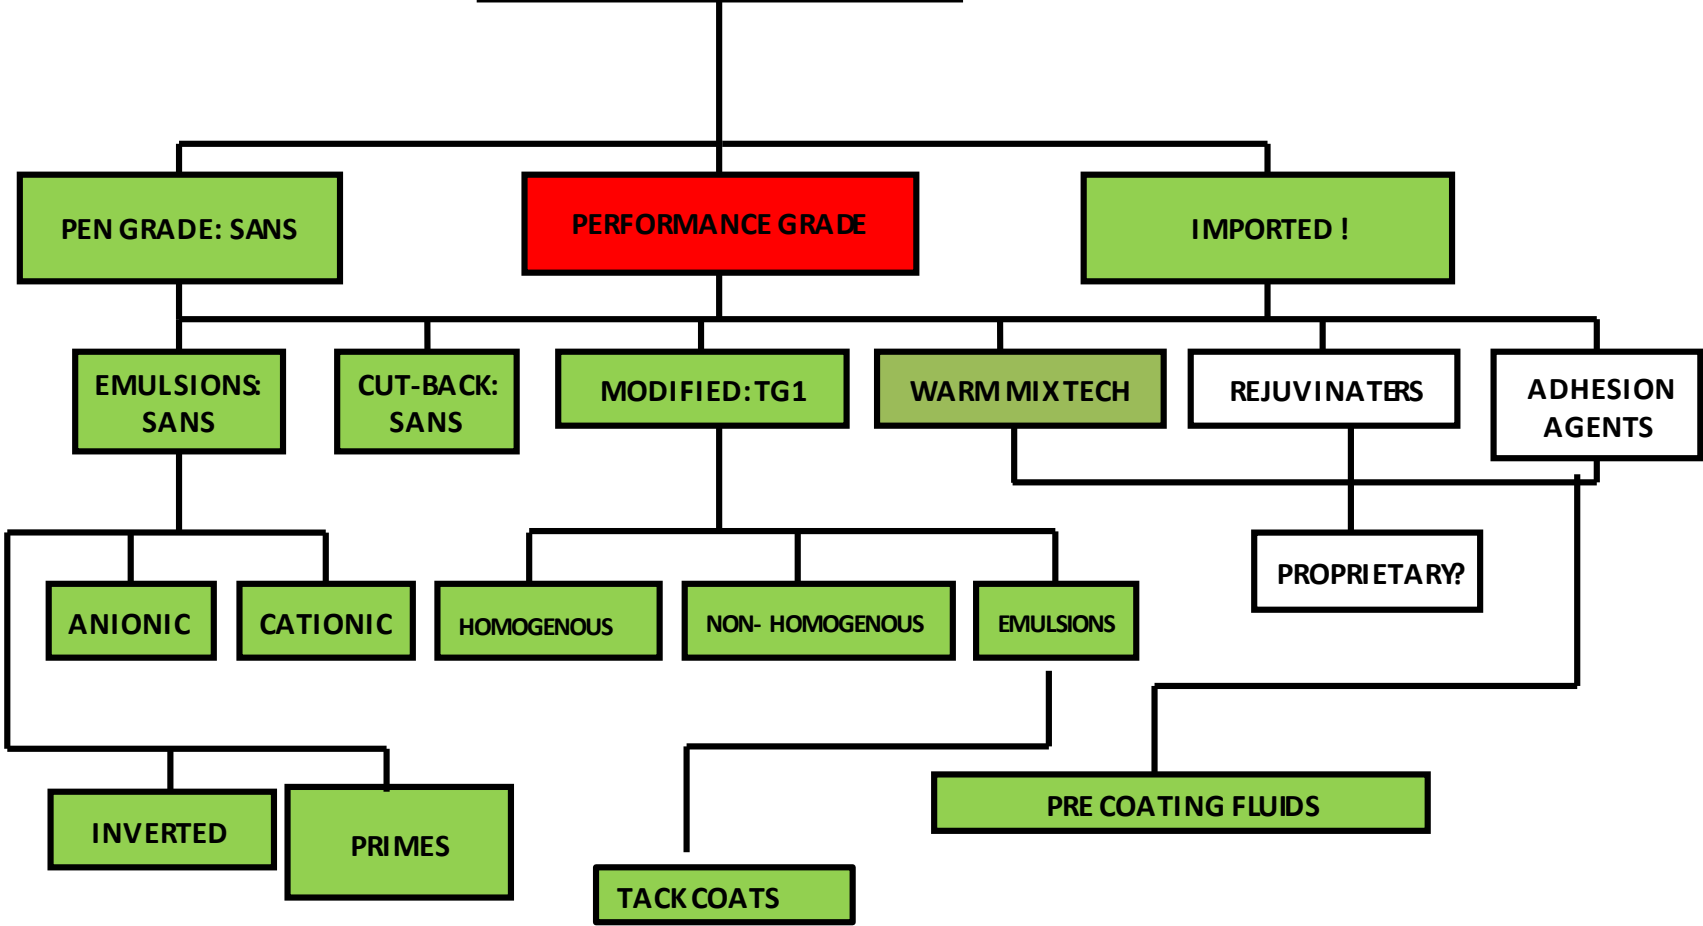 PEN GRADE: SANS
PERFORMANCE GRADE
IMPORTED !
EMULSIONS:
SANS
CUT-BACK:
SANS
MODIFIED: TG1
WARM MIX TECH
REJUVINATERS
ADHESION
AGENTS
PROPRIETARY?
ANIONIC
CATIONIC
HOMOGENOUS
NON- HOMOGENOUS
EMULSIONS
INVERTED
PRIMES
PRE COATING FLUIDS
TACK COATS